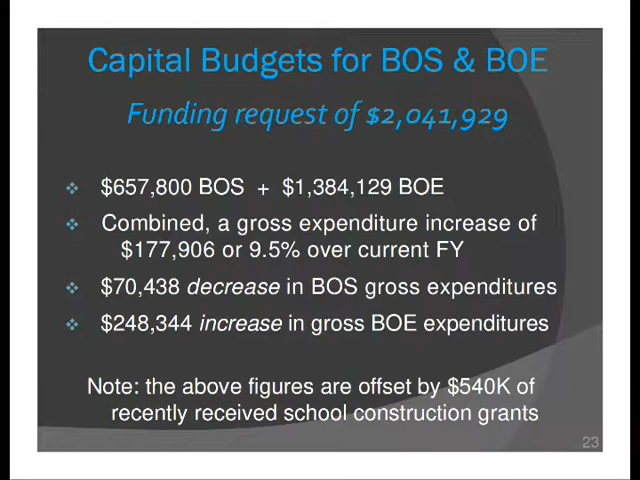 Capital Budgets for BOS & BOE
Funding request of $2,041,929
❖ $657,800 BOS + $1,384,129 BOE
❖ Combined, a gross expenditure increase of
$177,906 or 9.5% over current FY
❖ $70,438 decrease in BOS gross expenditures
❖ $248,344 increase in gross BOE expenditures
Note: the above figures are offset by $540K of
recently received school construction grants
23